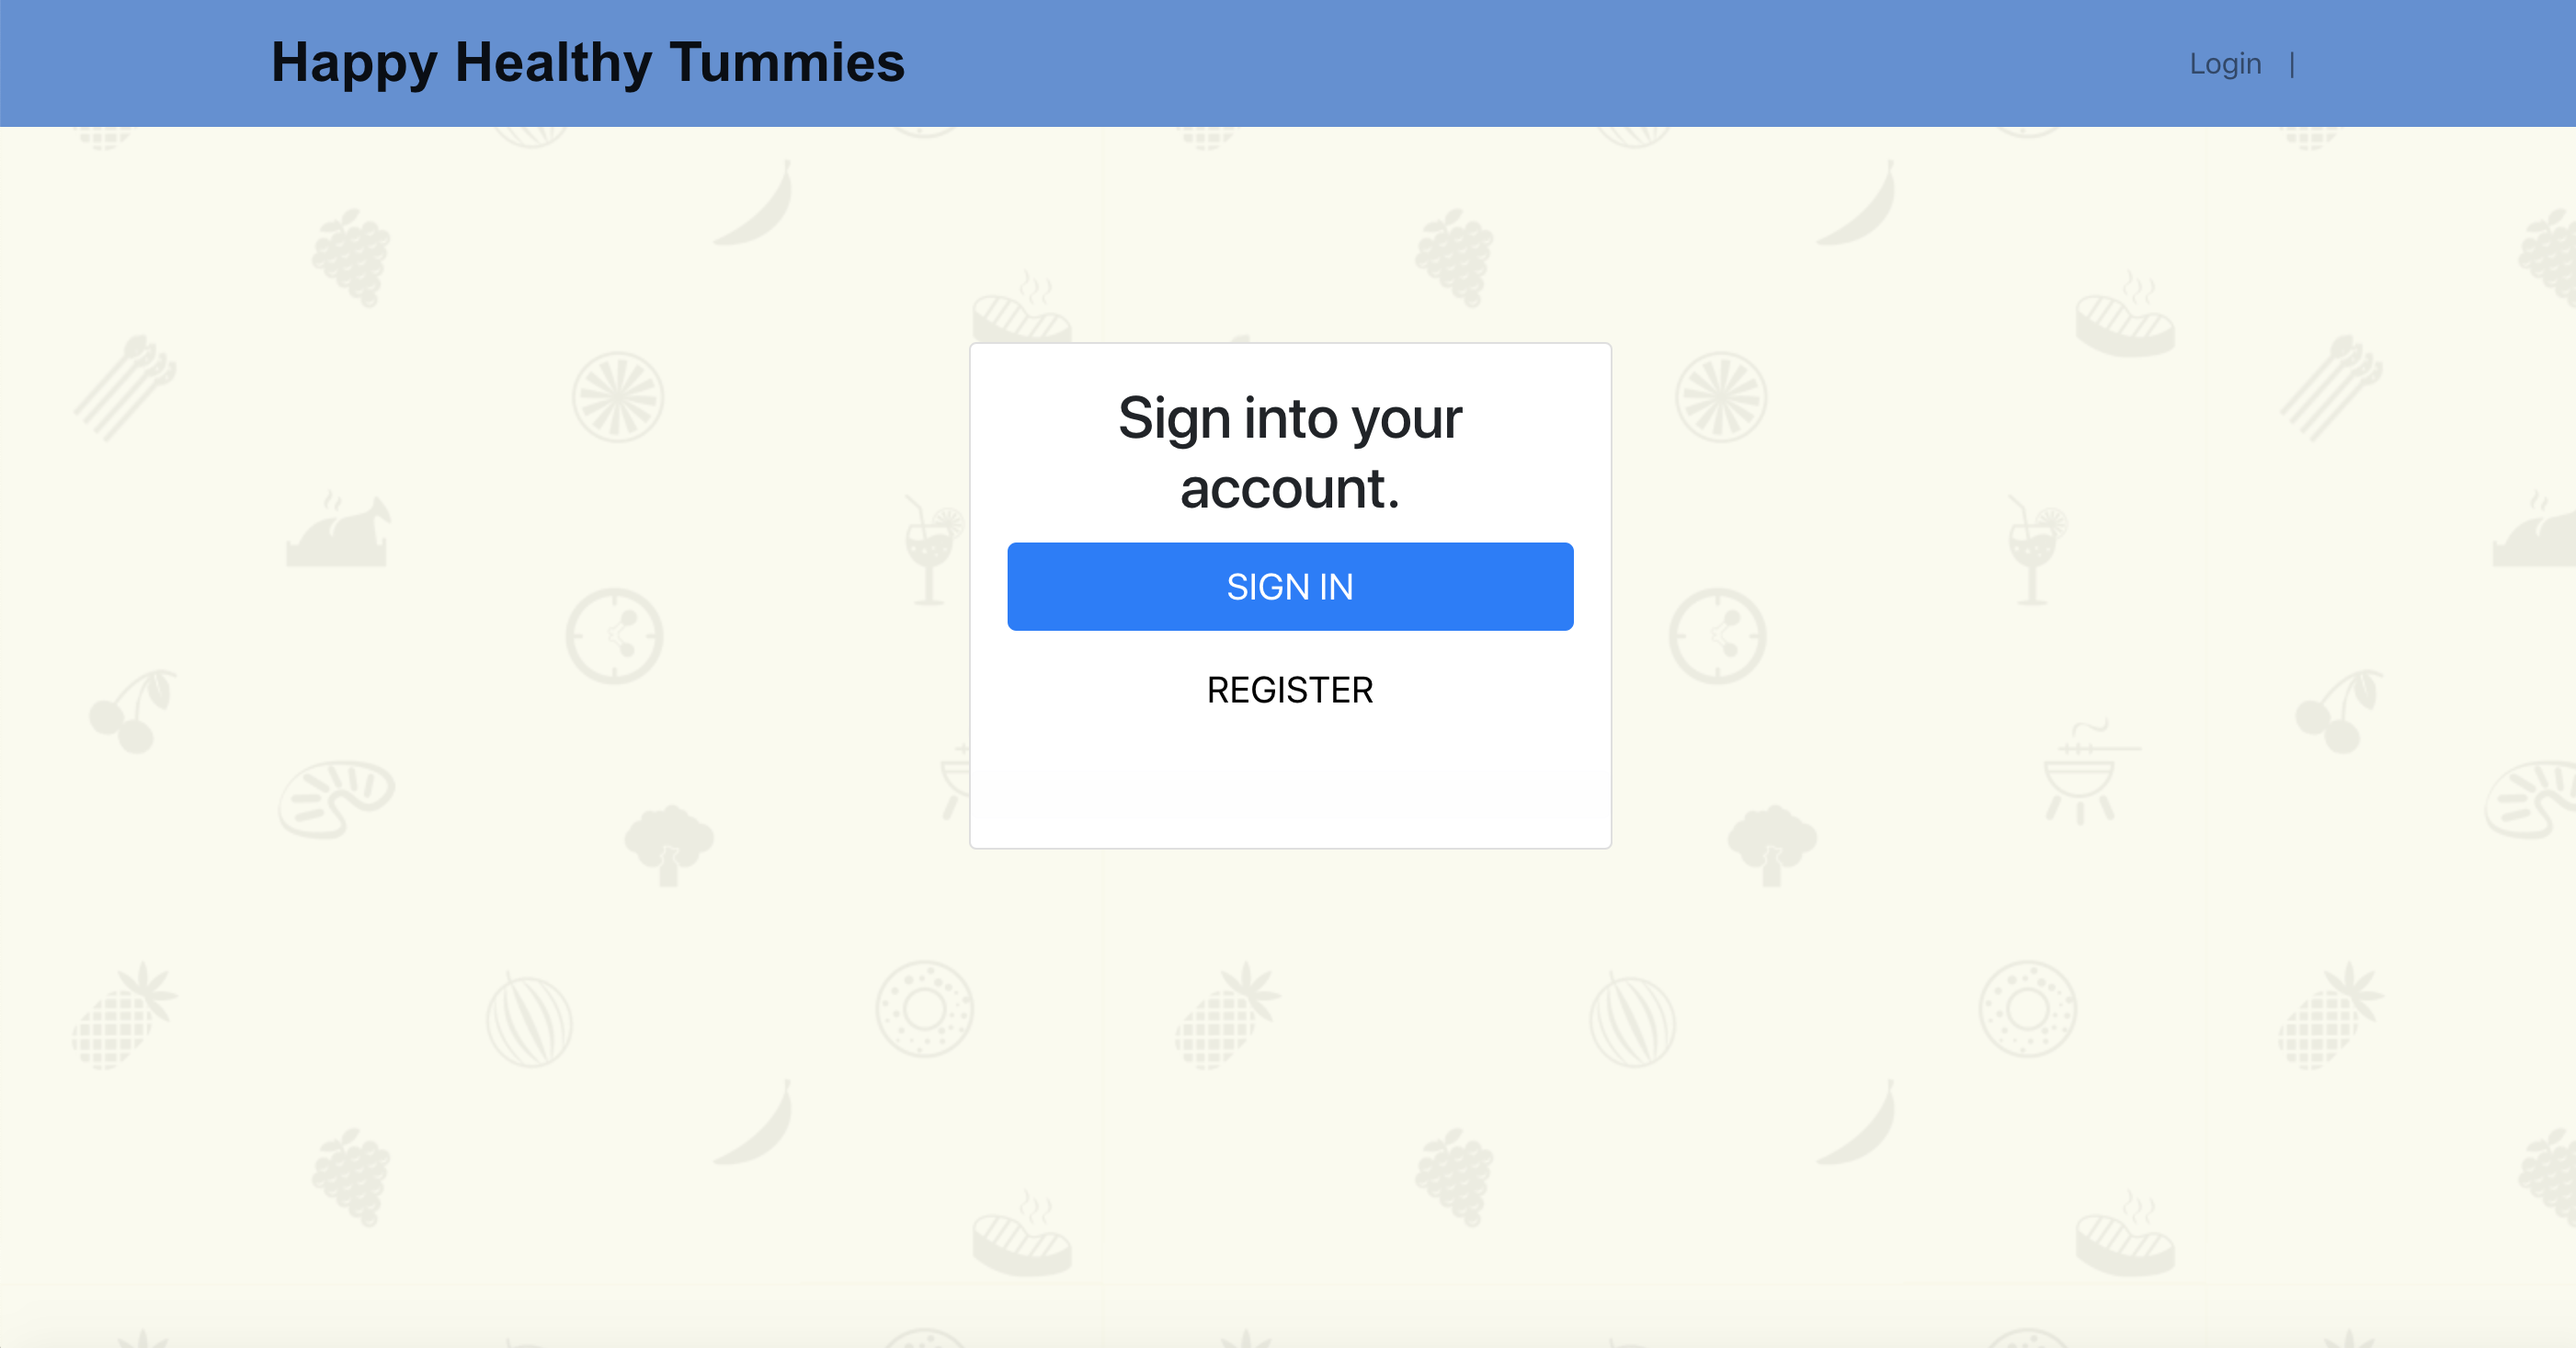 Happy Healthy Tummies
Login |
Sign into your
account.
SIGN IN
REGISTER